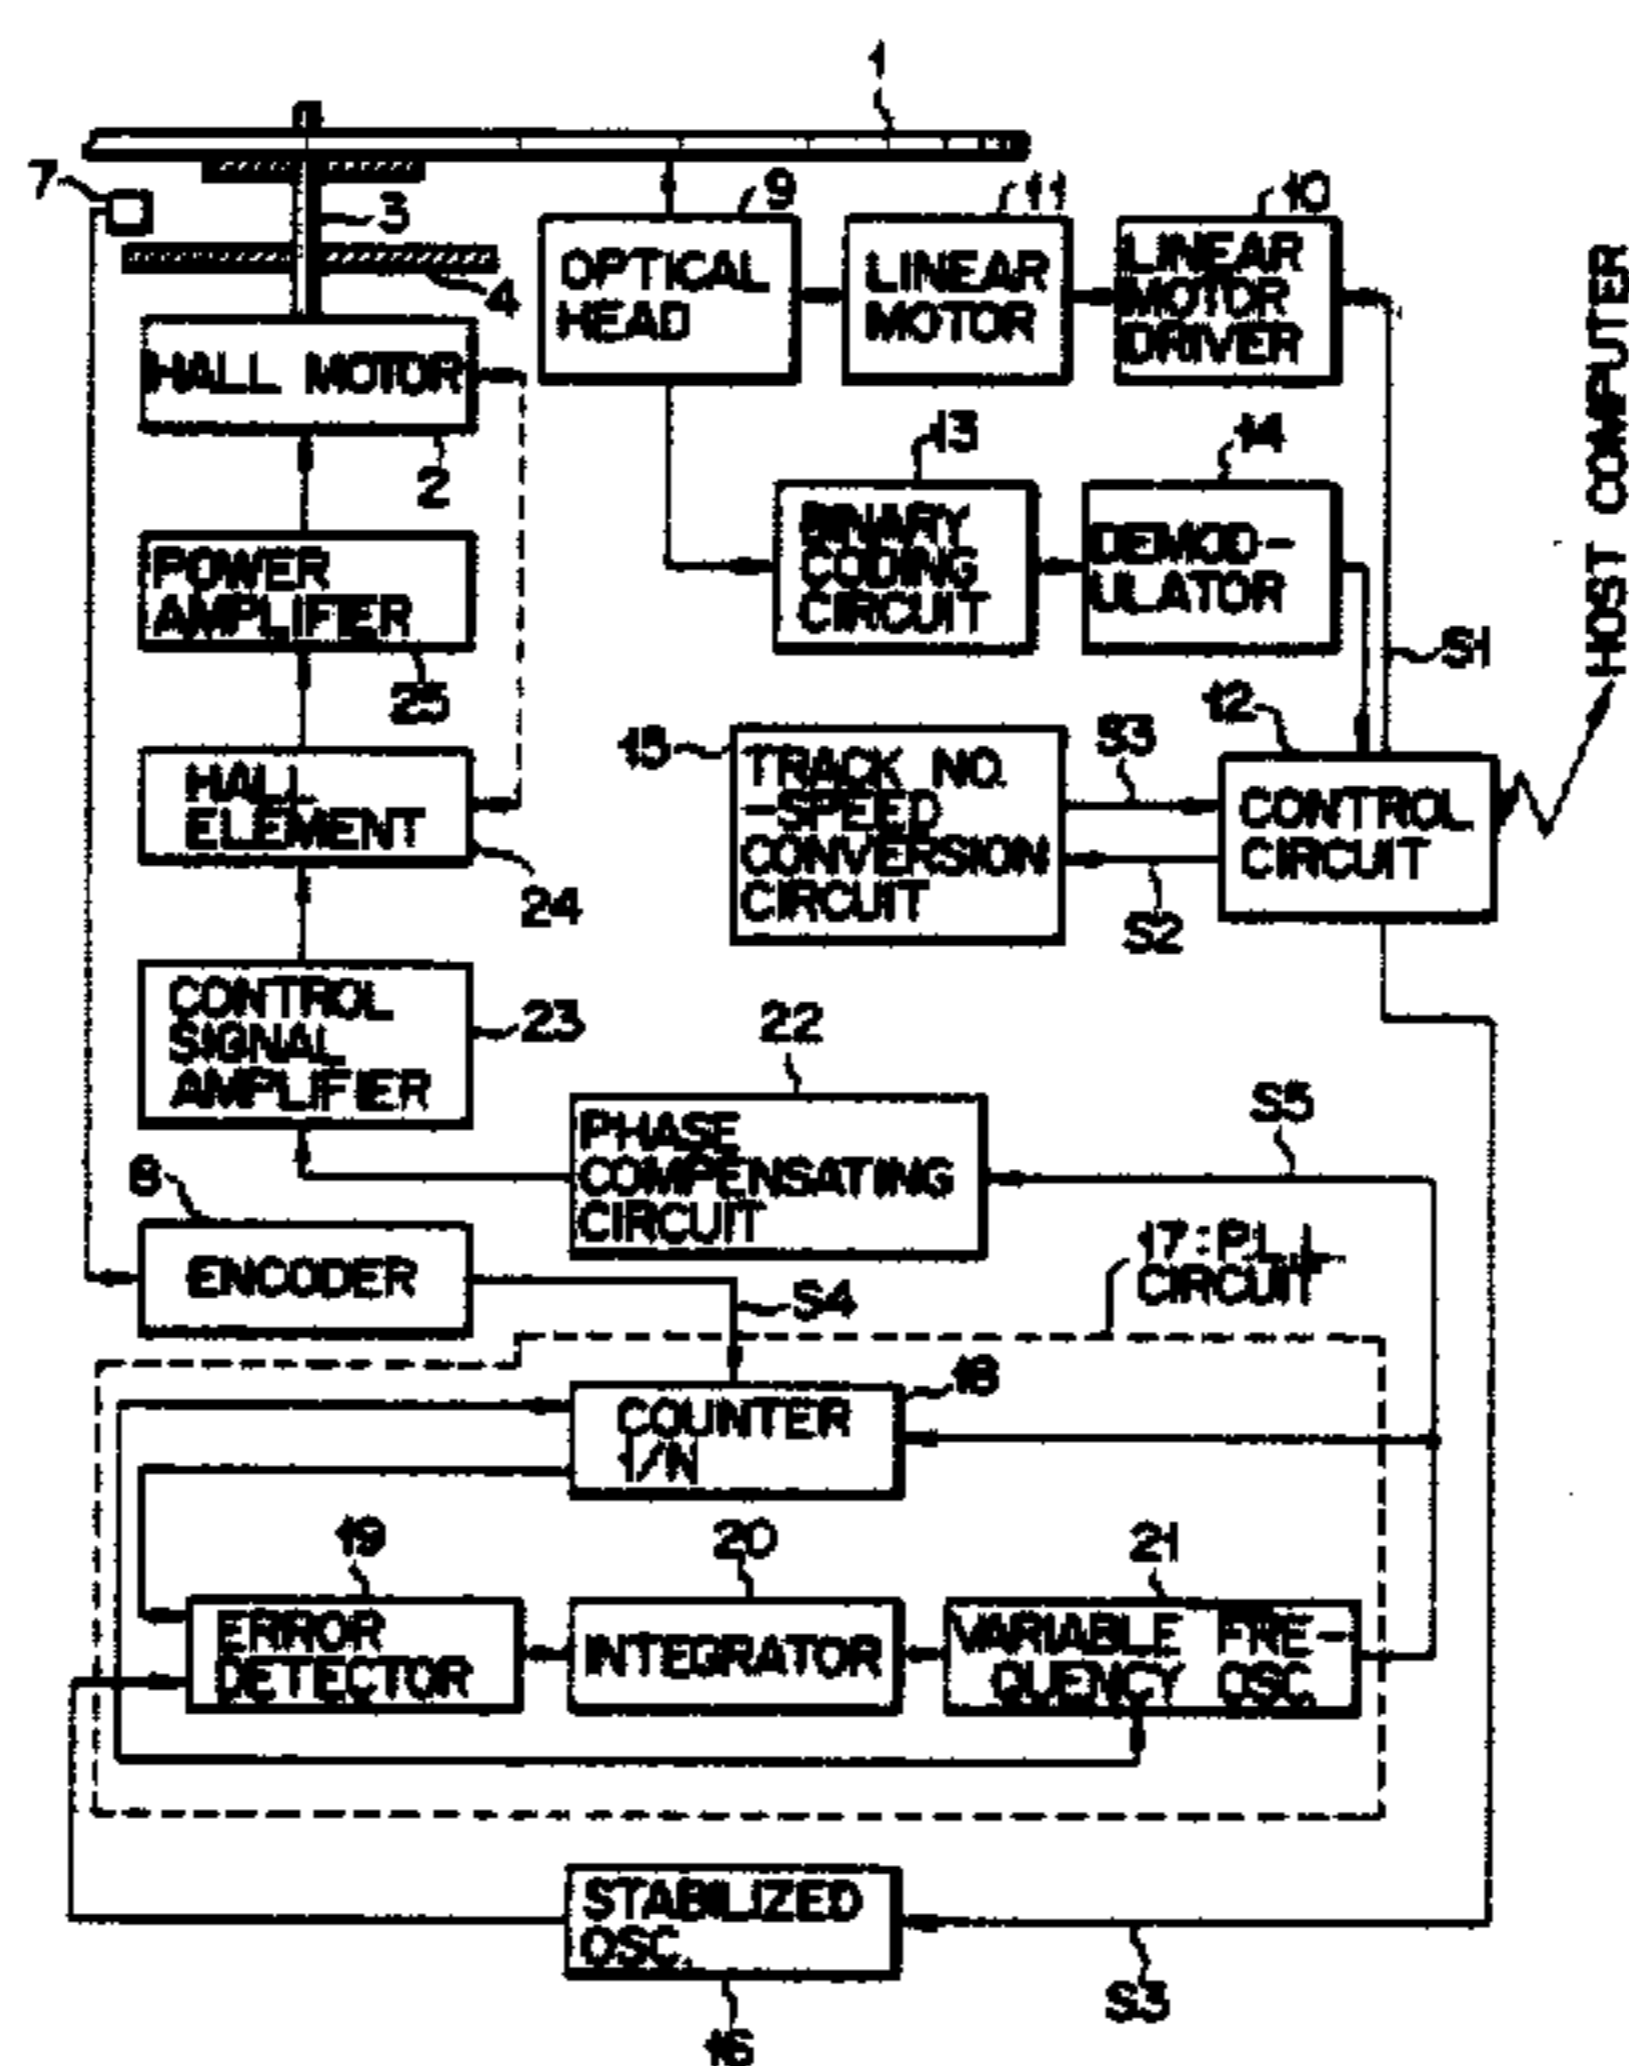 1
7
3
4
9
OPTICAL
HEAD
11
LINEAR
MOTOR
10
LINEAR
MOTOR
DRIVER
HOST COMPUTER
HALL MOTOR
2
13
BINARY
CODING
CIRCUIT
14
DEMOD-
ULATOR
S1
POWER
AMPLIFIER
25
15
TRACK NO.
-SPEED
CONVERSION
CIRCUIT
S3
S2
12
CONTROL
CIRCUIT
HALL
ELEMENT
24
CONTROL
SIGNAL
AMPLIFIER
23
22
PHASE
COMPENSATING
CIRCUIT
S5
8
ENCODER
S4
17: PLL
CIRCUIT
18
COUNTER
1/N
19
ERROR
DETECTOR
20
INTEGRATOR
21
VARIABLE FRE-
QUENCY OSC.
STABILIZED
OSC.
16
S3